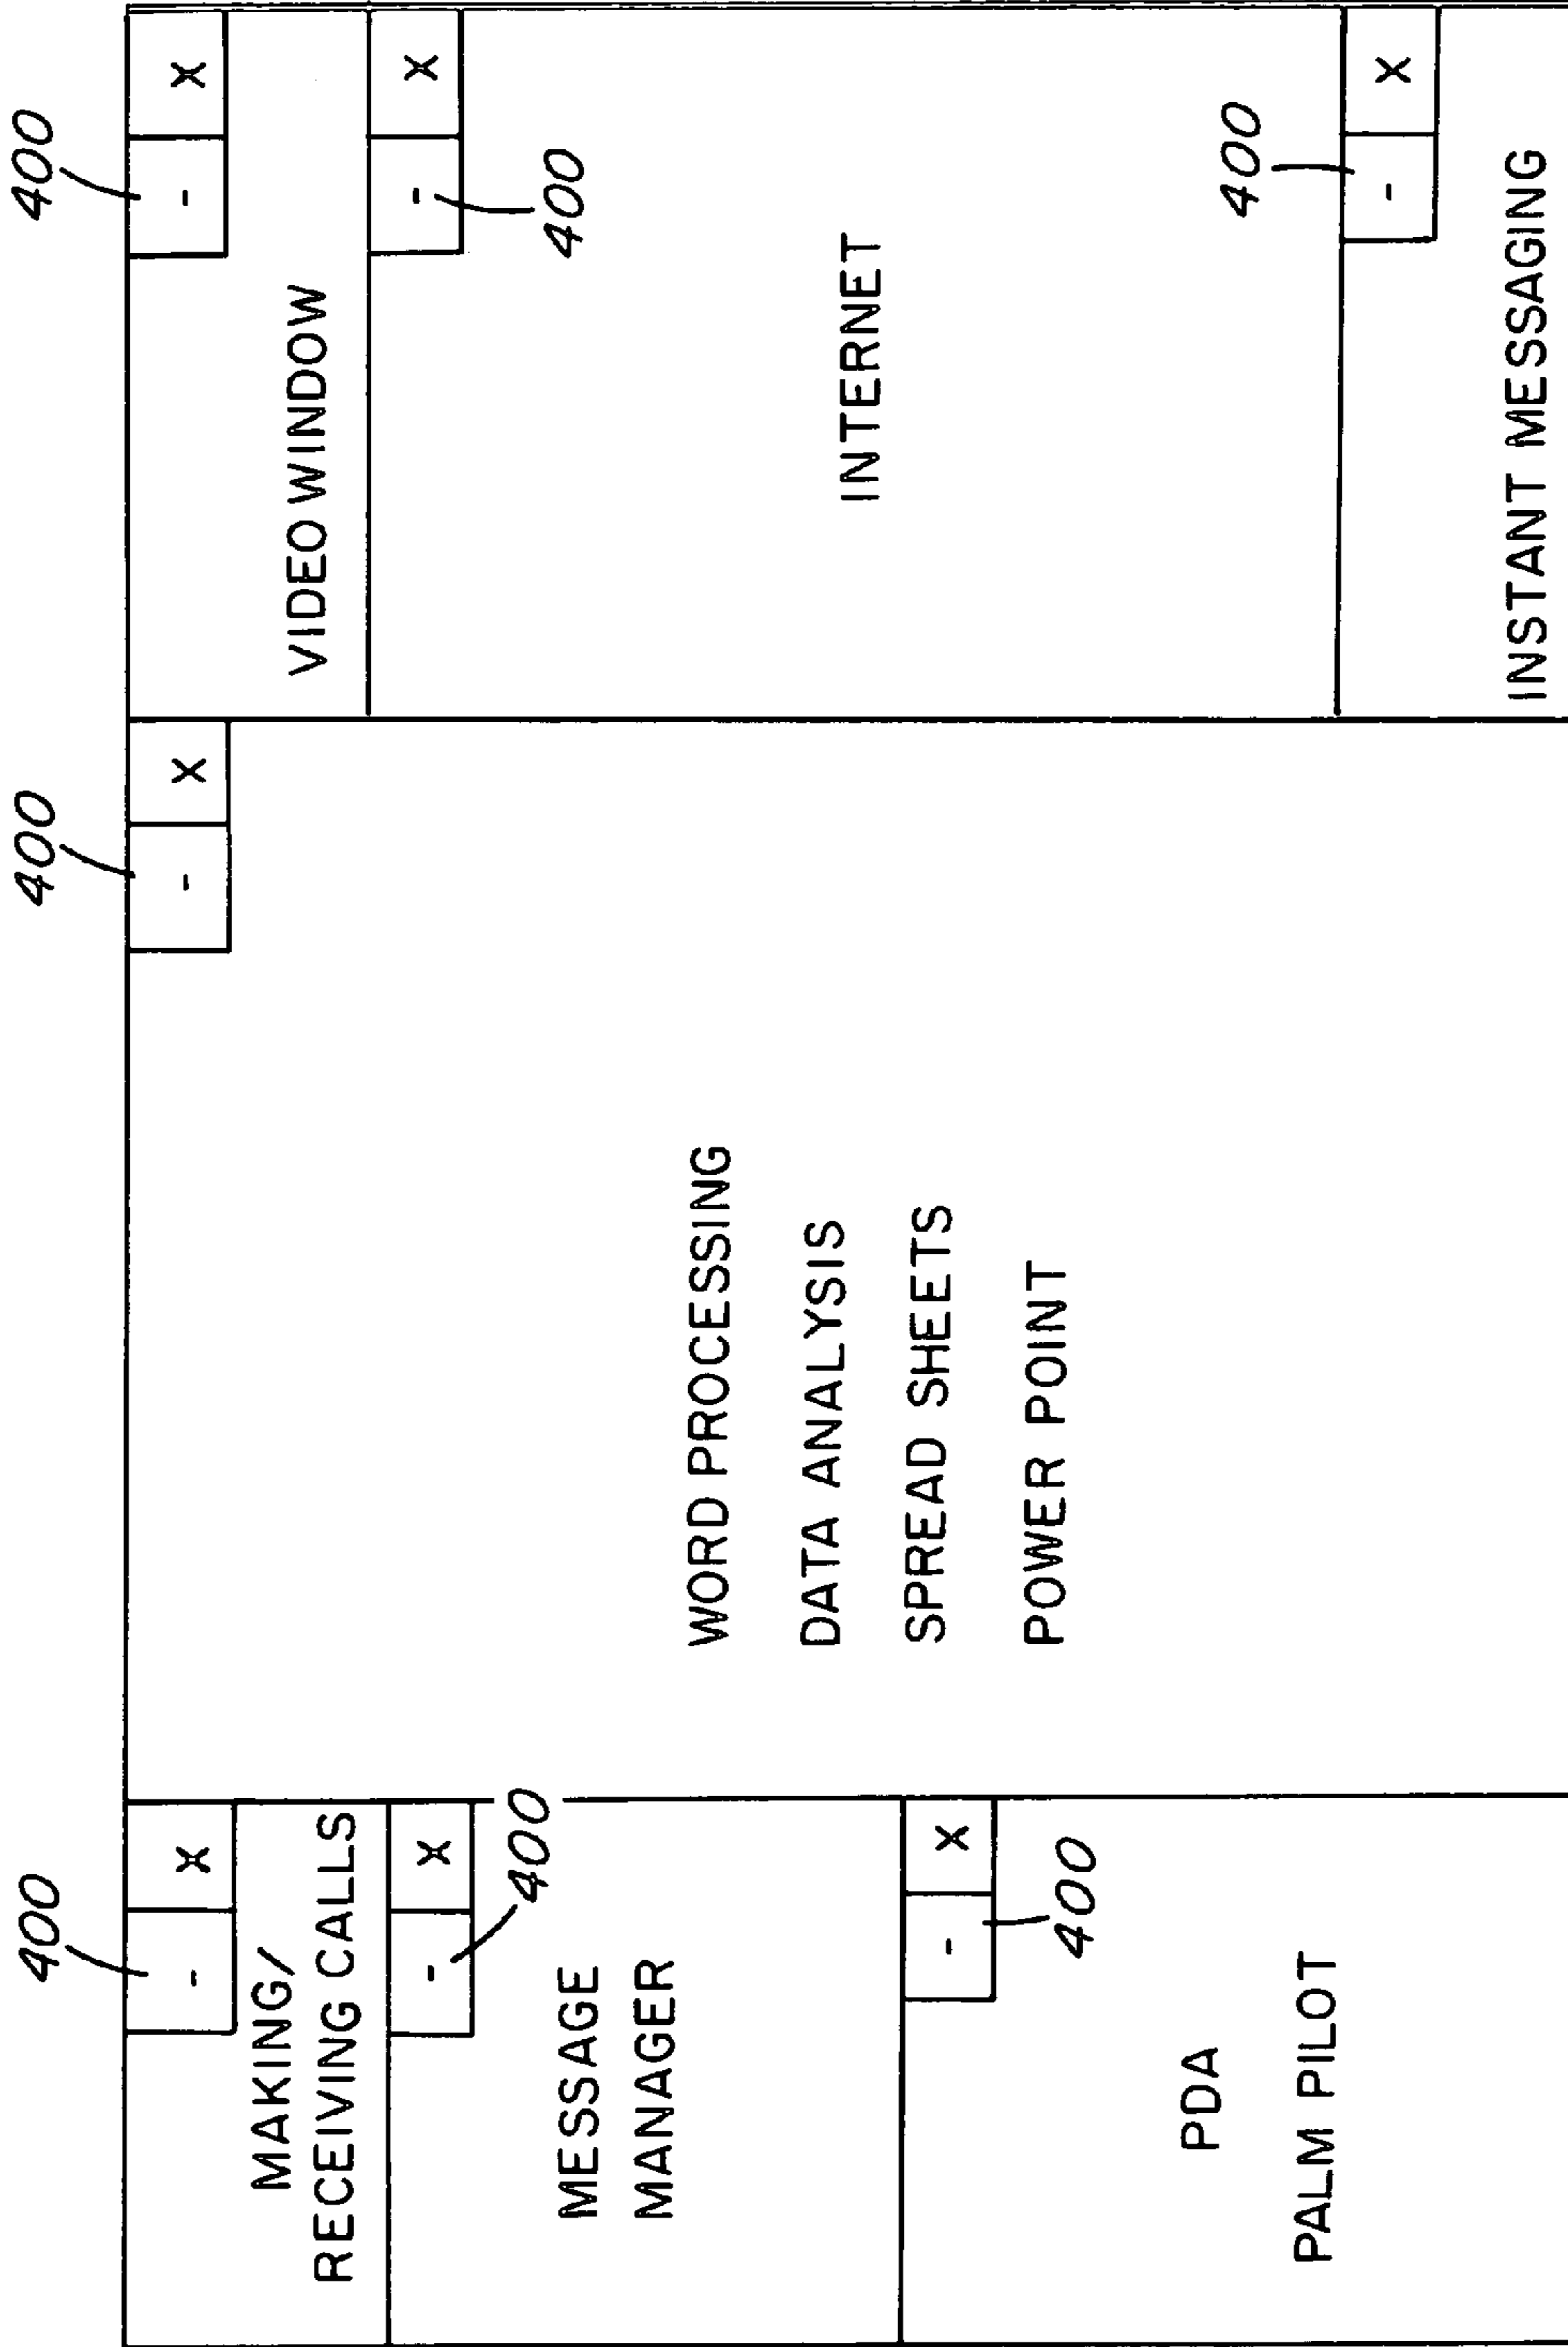 400
- X
MAKING/
RECEIVING CALLS
- X
400
MESSAGE
MANAGER
- X
400
PDA
PALM PILOT
400
- X
WORD PROCESSING
DATA ANALYSIS
SPREAD SHEETS
POWER POINT
400
- X
VIDEO WINDOW
- X
400
INTERNET
400
- X
INSTANT MESSAGING